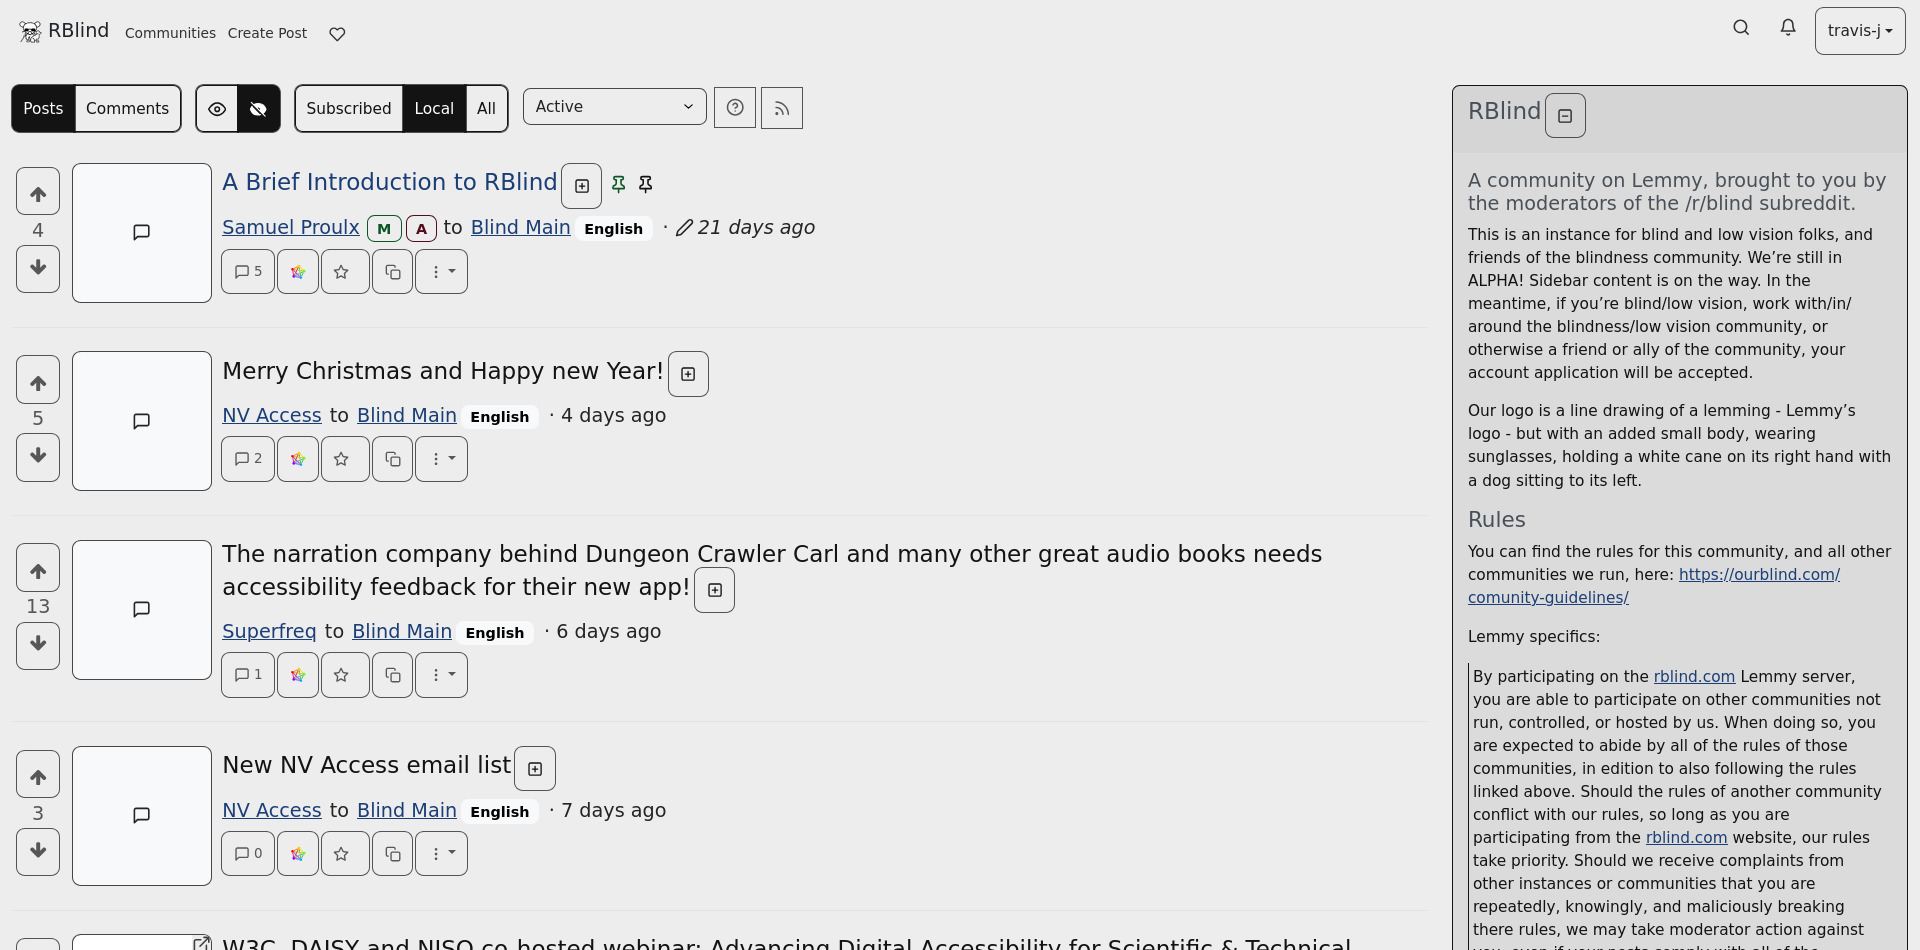 RBlind
Communities
Create Post
travis-j
Posts
Comments
Subscribed
Local
All
Active
4
A Brief Introduction to RBlind
Samuel Proulx M A to Blind Main English · 21 days ago
5
5
Merry Christmas and Happy new Year!
NV Access to Blind Main English · 4 days ago
2
13
The narration company behind Dungeon Crawler Carl and many other great audio books needs
accessibility feedback for their new app!
Superfreq to Blind Main English · 6 days ago
1
3
New NV Access email list
NV Access to Blind Main English · 7 days ago
0
W3C, DAISY and NISO co-hosted webinar: Advancing Digital Accessibility for Scientific & Technical
RBlind
A community on Lemmy, brought to you by
the moderators of the /r/blind subreddit.
This is an instance for blind and low vision folks, and
friends of the blindness community. We’re still in
ALPHA! Sidebar content is on the way. In the
meantime, if you’re blind/low vision, work with/in/
around the blindness/low vision community, or
otherwise a friend or ally of the community, your
account application will be accepted.
Our logo is a line drawing of a lemming - Lemmy’s
logo - but with an added small body, wearing
sunglasses, holding a white cane on its right hand with
a dog sitting to its left.
Rules
You can find the rules for this community, and all other
communities we run, here: https://ourblind.com/
comunity-guidelines/
Lemmy specifics:
By participating on the rblind.com Lemmy server,
you are able to participate on other communities not
run, controlled, or hosted by us. When doing so, you
are expected to abide by all of the rules of those
communities, in edition to also following the rules
linked above. Should the rules of another community
conflict with our rules, so long as you are
participating from the rblind.com website, our rules
take priority. Should we receive complaints from
other instances or communities that you are
repeatedly, knowingly, and maliciously breaking
there rules, we may take moderator action against
you, even if your posts comply with all of the